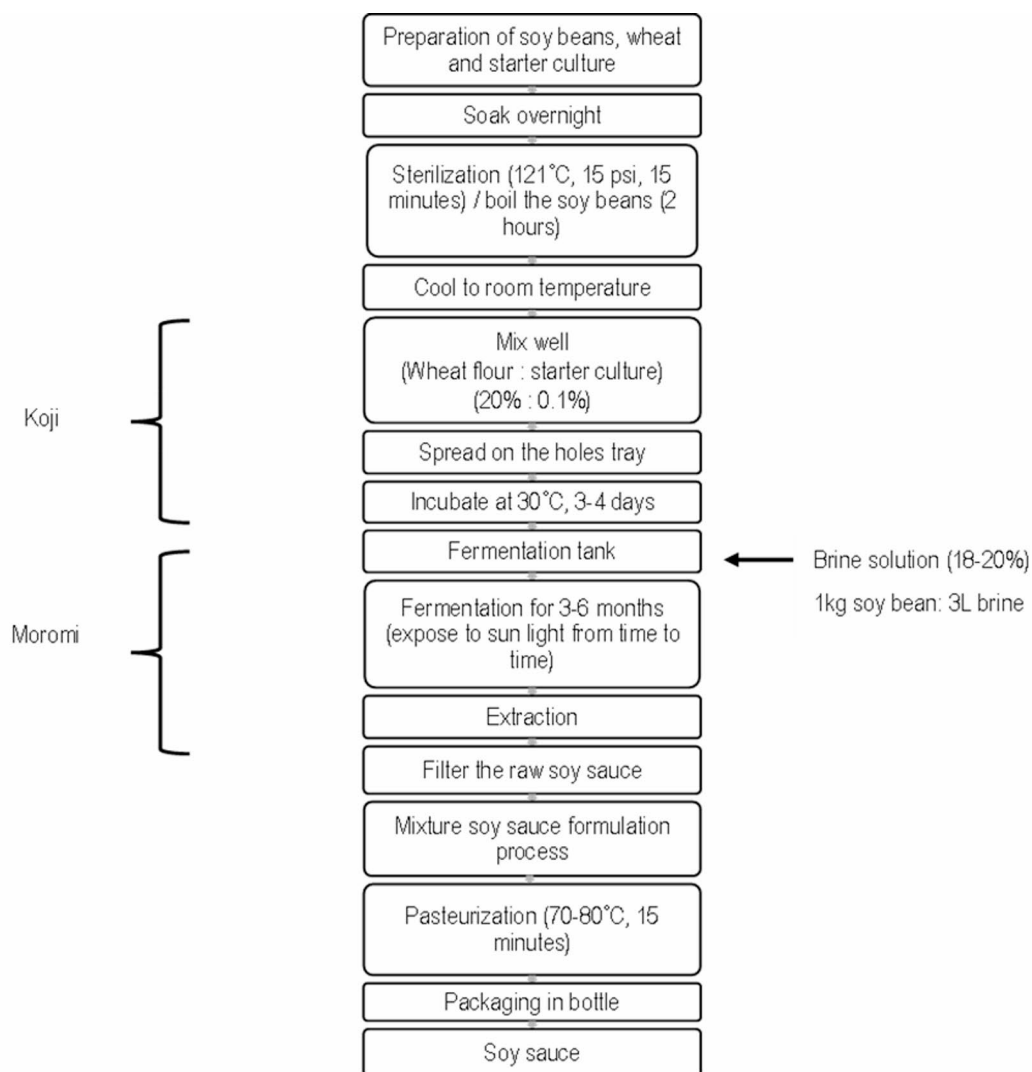 Preparation of soy beans, wheat
and starter culture
Soak overnight
Sterilization (121˚C, 15 psi, 15
minutes) / boil the soy beans (2
hours)
Cool to room temperature
Koji
Mix well
(Wheat flour : starter culture)
(20% : 0.1%)
Spread on the holes tray
Incubate at 30˚C, 3-4 days
Moromi
Fermentation tank
Brine solution (18-20%)
1kg soy bean: 3L brine
Fermentation for 3-6 months
(expose to sun light from time to
time)
Extraction
Filter the raw soy sauce
Mixture soy sauce formulation
process
Pasteurization (70-80˚C, 15
minutes)
Packaging in bottle
Soy sauce